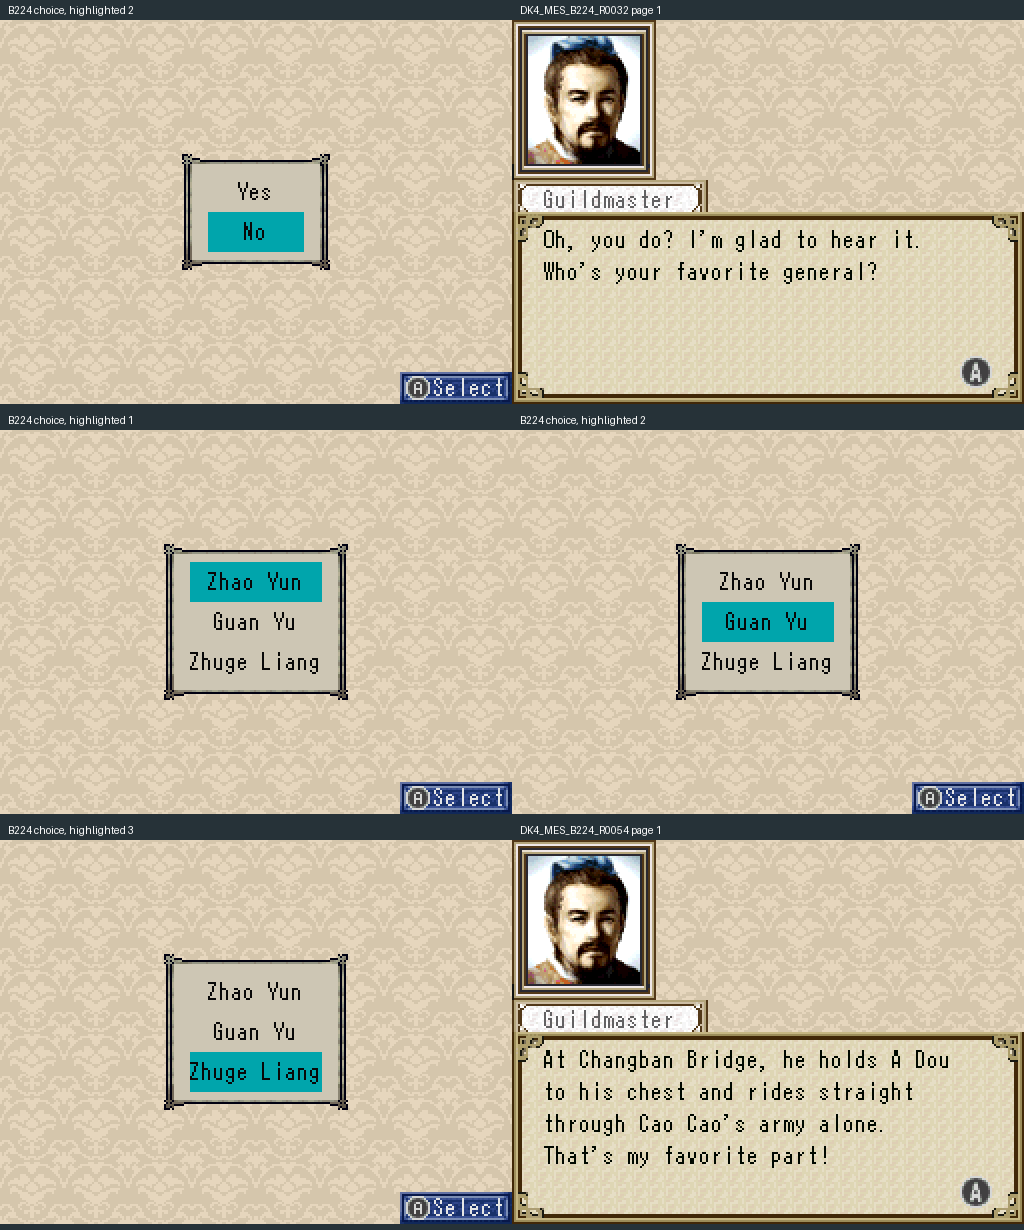 B224 choice, highlighted 2
Yes
No
A Select
DK4_MES_B224_R0032 page 1
Guildmaster
Oh, you do? I'm glad to hear it.
Who's your favorite general?
A
B224 choice, highlighted 1
Zhao Yun
Guan Yu
Zhuge Liang
A Select
B224 choice, highlighted 2
Zhao Yun
Guan Yu
Zhuge Liang
A Select
B224 choice, highlighted 3
Zhao Yun
Guan Yu
Zhuge Liang
A Select
DK4_MES_B224_R0054 page 1
Guildmaster
At Changban Bridge, he holds A Dou
to his chest and rides straight
through Cao Cao's army alone.
That's my favorite part!
A